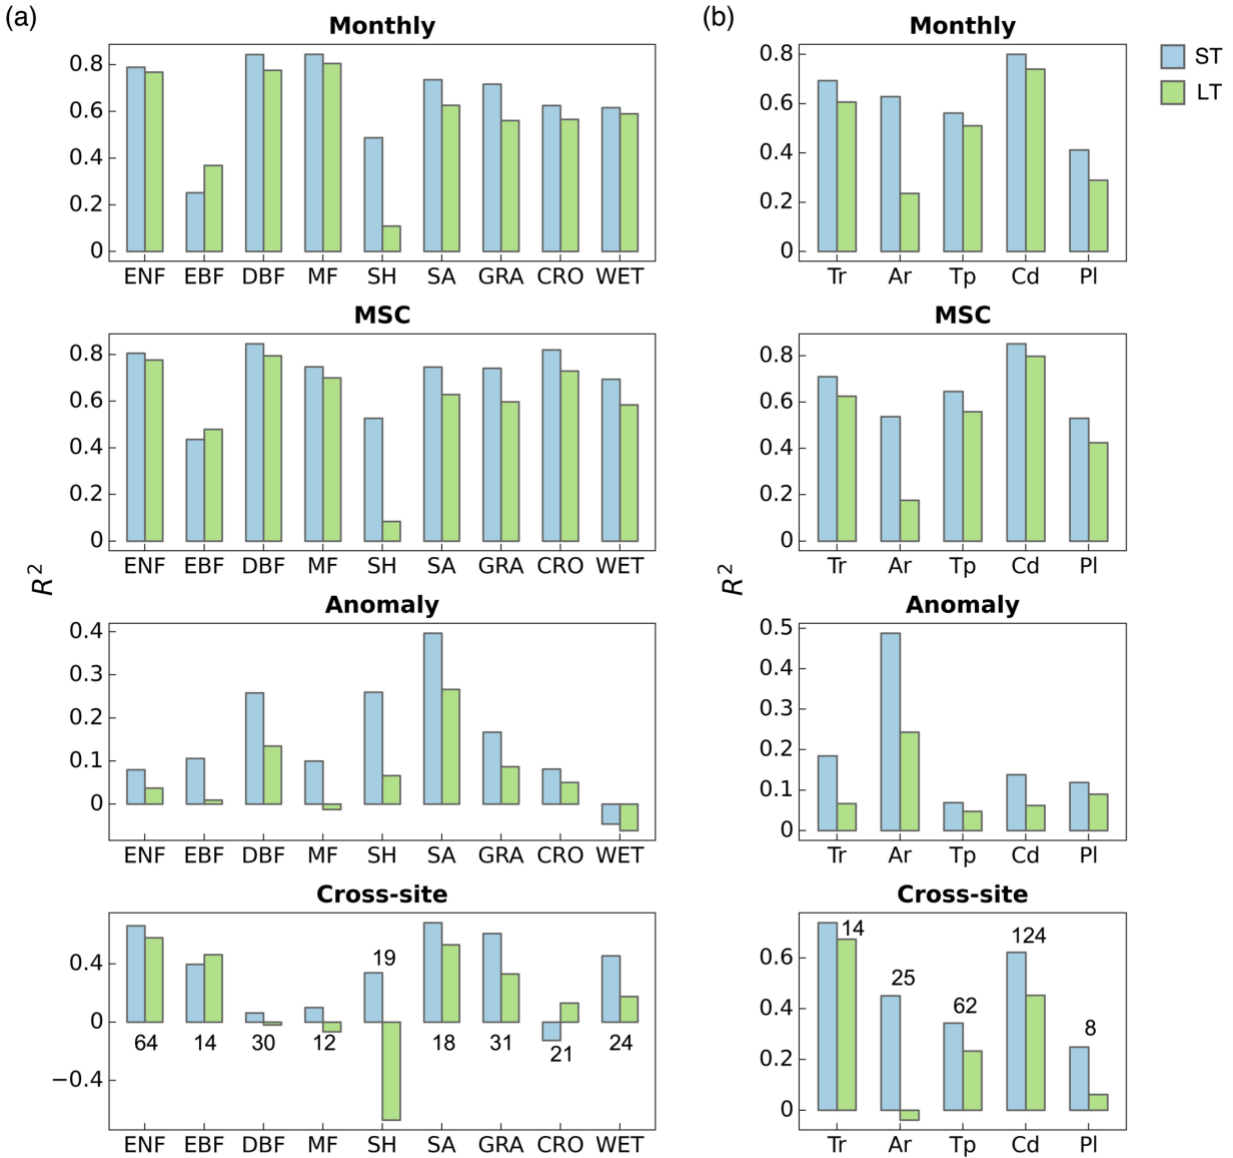 (a)
Monthly
0.8
0.6
0.4
0.2
0
ENF EBF DBF MF SH SA GRA CRO WET
MSC
0.8
0.6
0.4
0.2
0
ENF EBF DBF MF SH SA GRA CRO WET
R²
Anomaly
0.4
0.3
0.2
0.1
0
ENF EBF DBF MF SH SA GRA CRO WET
Cross-site
0.4
0
−0.4
19
64 14 30 12 18 31 21 24
ENF EBF DBF MF SH SA GRA CRO WET
(b)
Monthly
0.8
0.6
0.4
0.2
0
Tr Ar Tp Cd Pl
MSC
0.8
0.6
0.4
0.2
0
Tr Ar Tp Cd Pl
R²
Anomaly
0.5
0.4
0.3
0.2
0.1
0
Tr Ar Tp Cd Pl
Cross-site
0.6
0.4
0.2
0
14 25 62 124 8
Tr Ar Tp Cd Pl
ST
LT